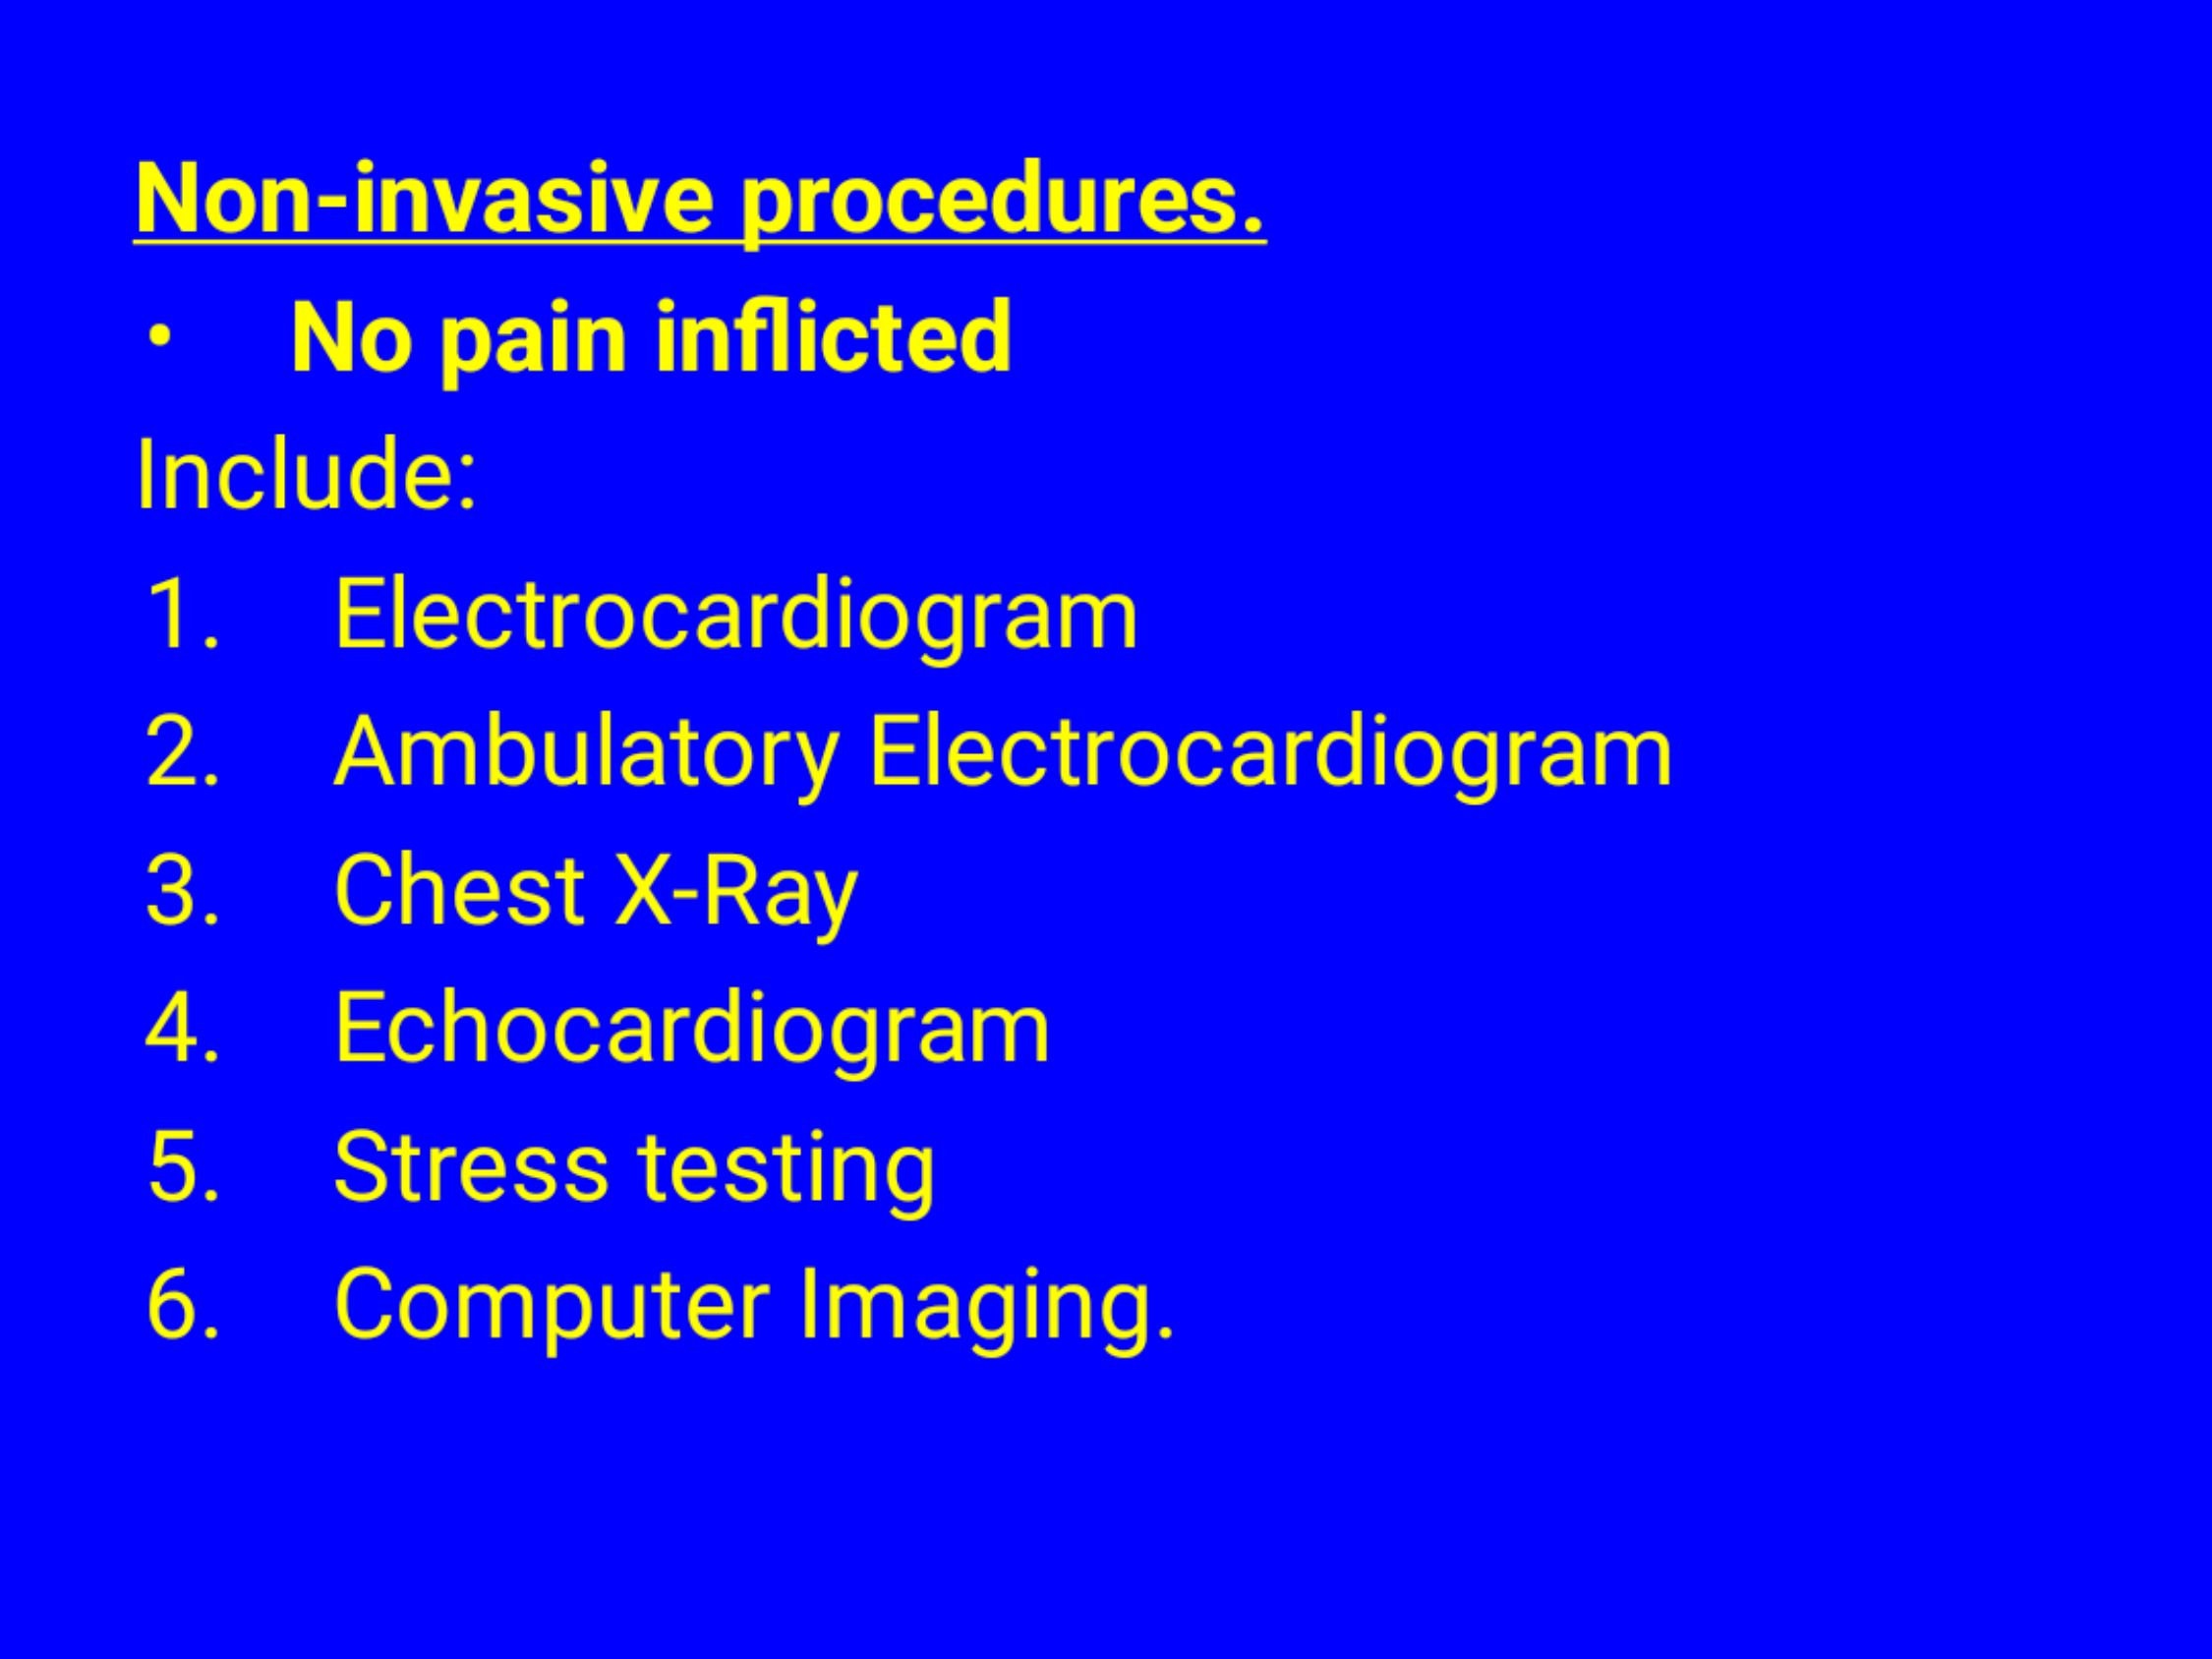 Non-invasive procedures.
• No pain inflicted
Include:
1. Electrocardiogram
2. Ambulatory Electrocardiogram
3. Chest X-Ray
4. Echocardiogram
5. Stress testing
6. Computer Imaging.